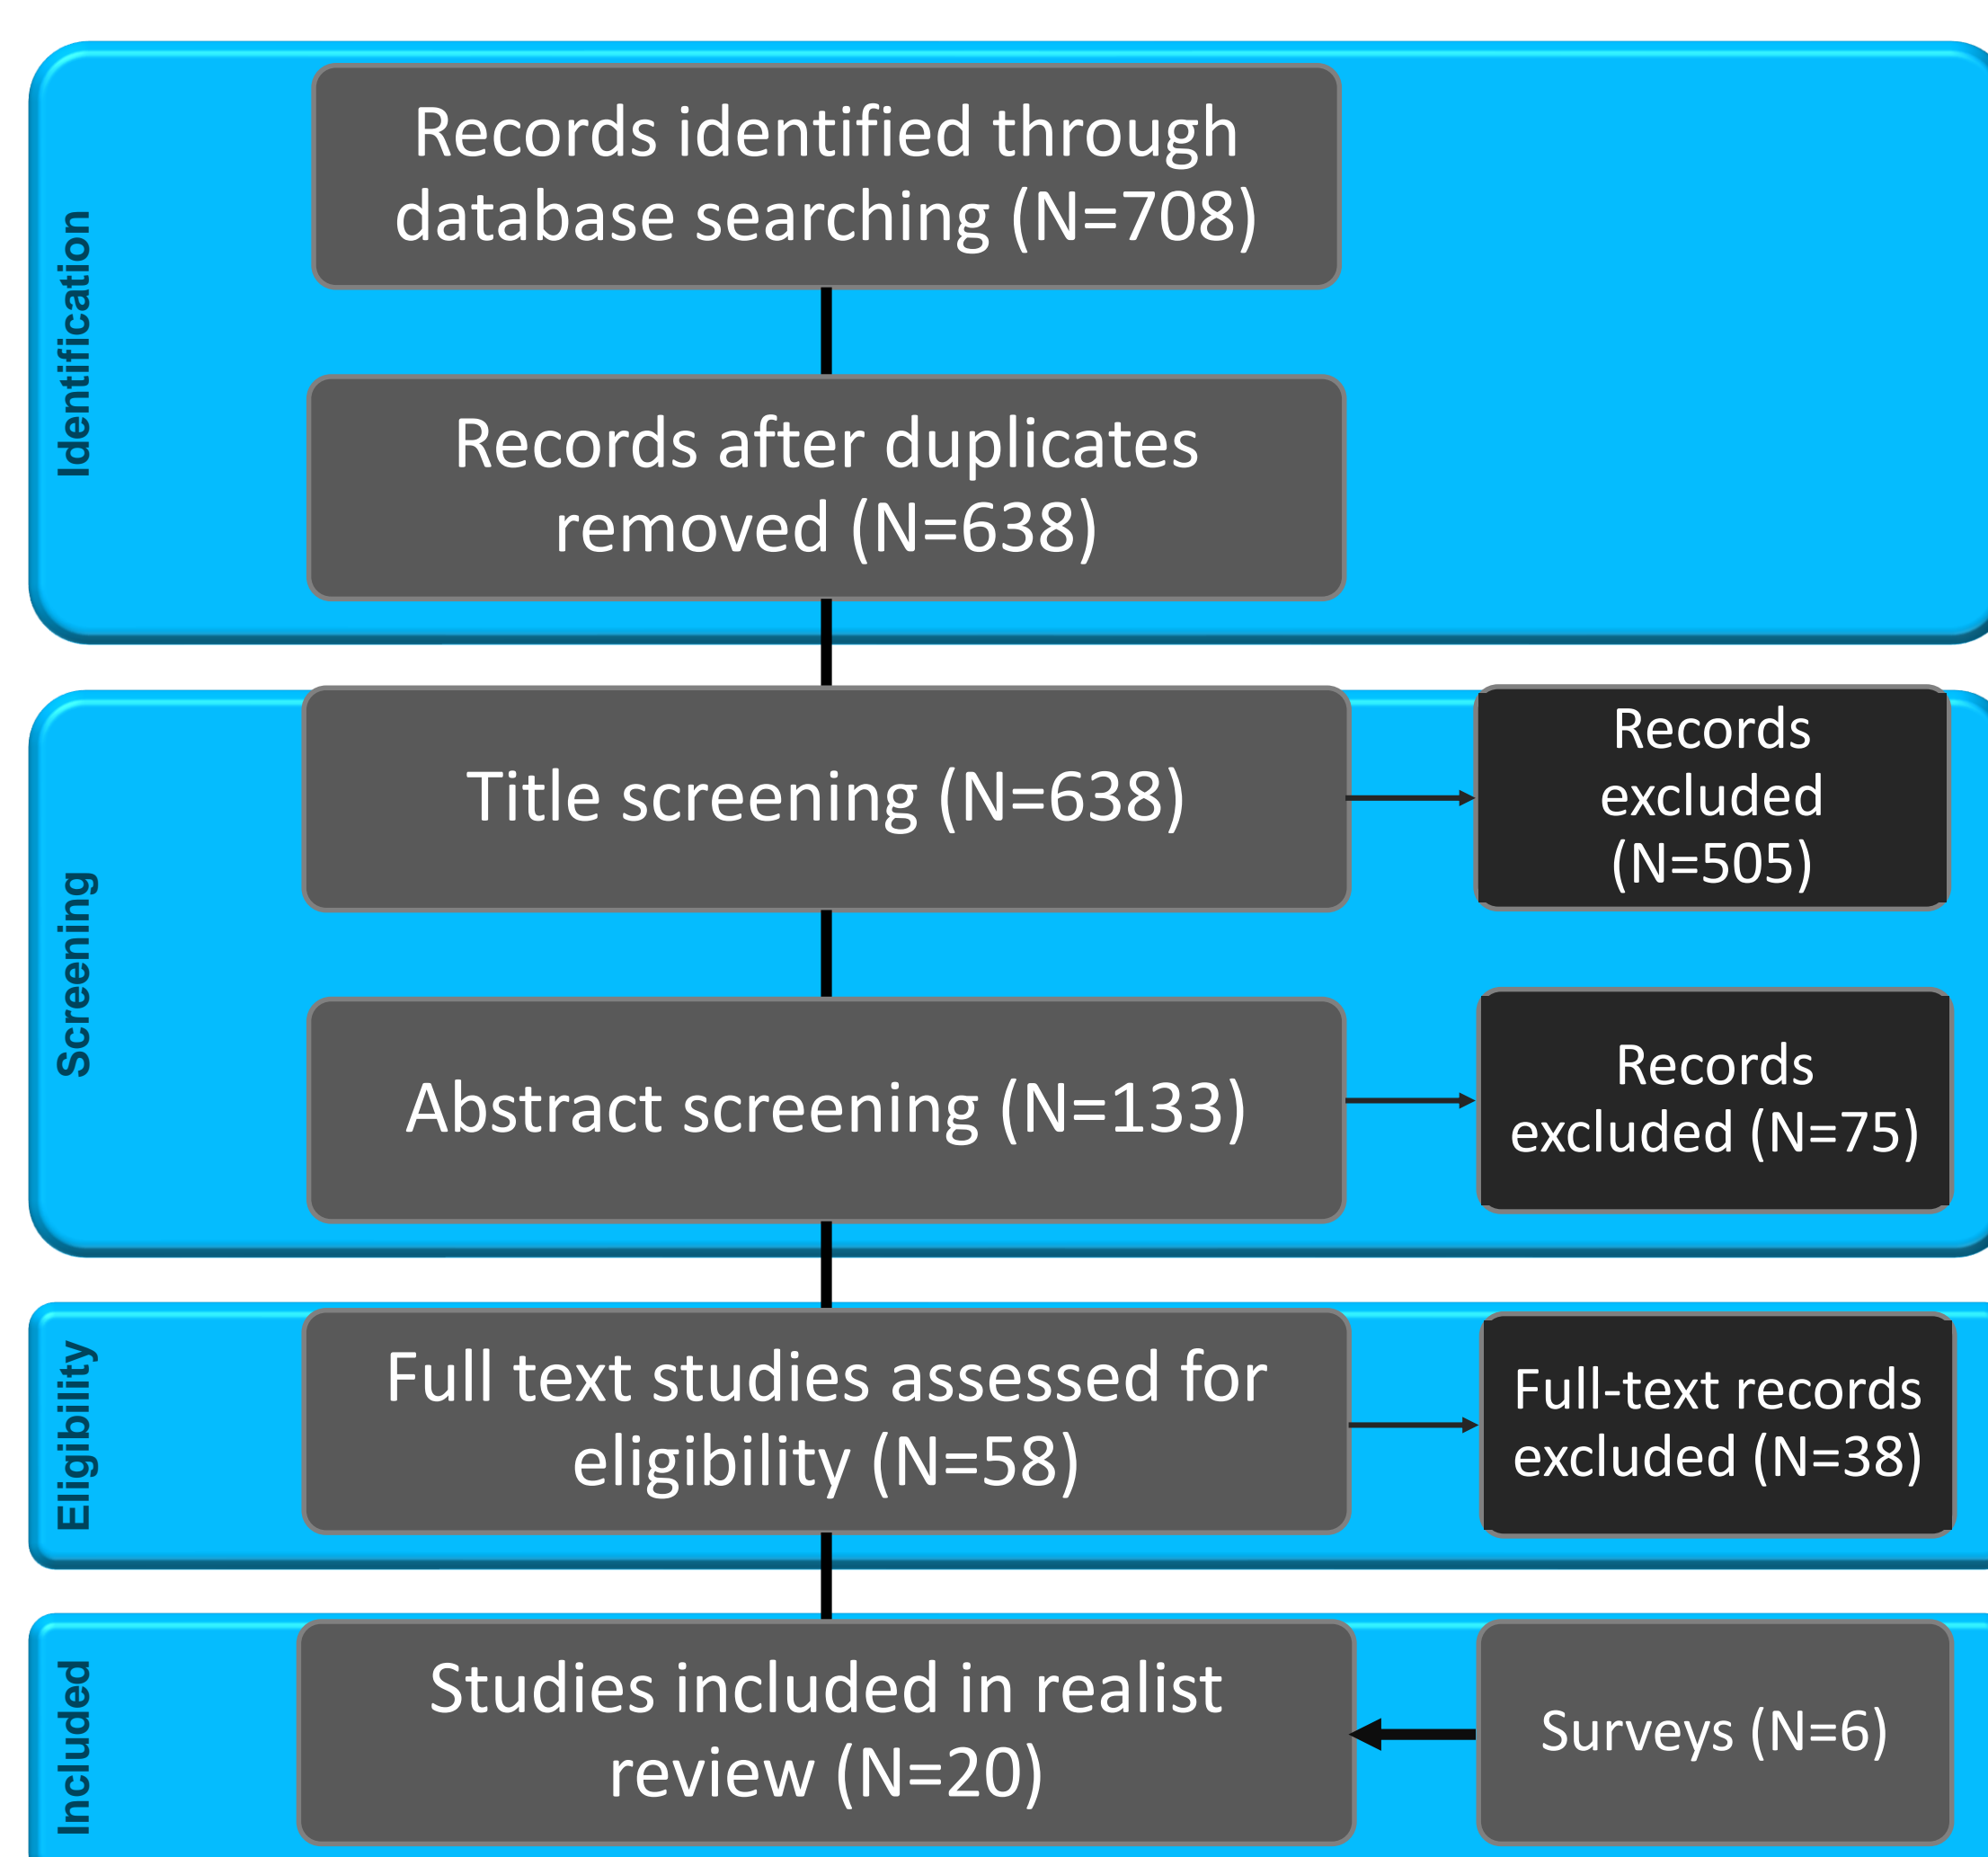 Identification
Records identified through
database searching (N=708)
Records after duplicates
removed (N=638)
Screening
Title screening (N=638)
Records
excluded
(N=505)
Abstract screening (N=133)
Records
excluded (N=75)
Eligibility
Full text studies assessed for
eligibility (N=58)
Full-text records
excluded (N=38)
Included
Studies included in realist
review (N=20)
Surveys (N=6)